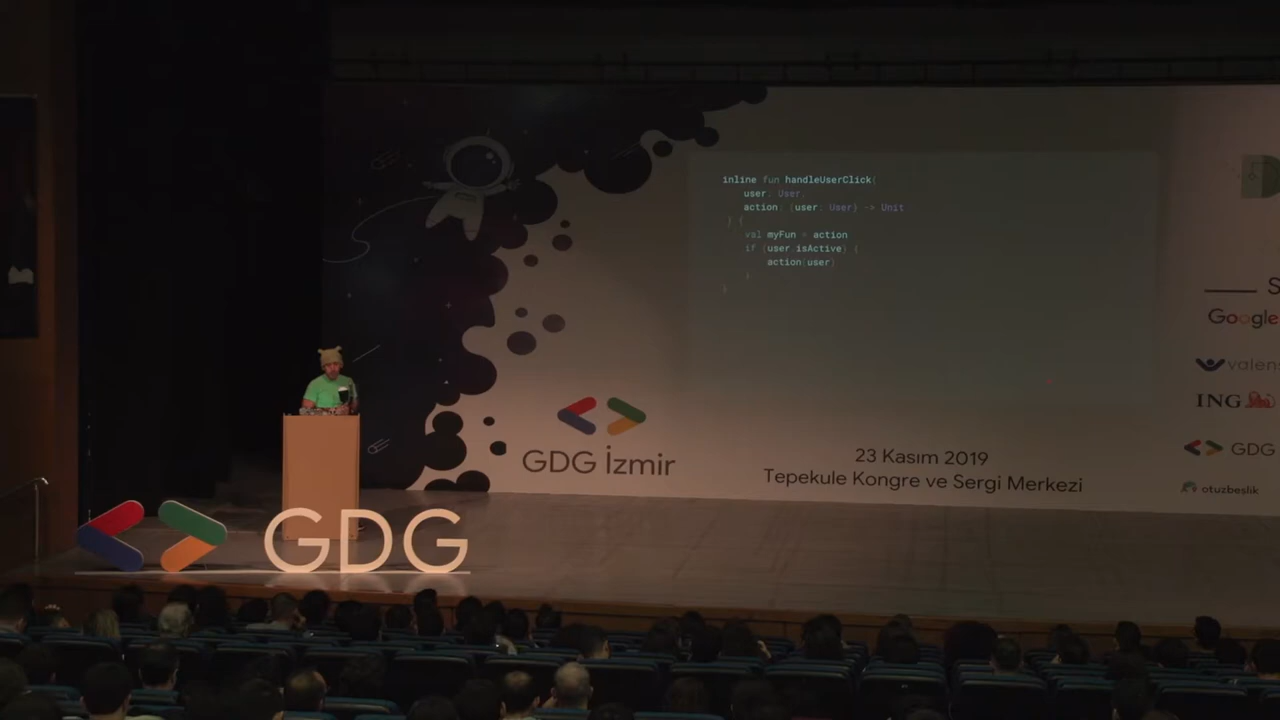 inline fun handleUserClick(
user: User,
action: (user: User) -> Unit
) {
val myFun = action
if (user.isActive) {
action(user)
}
}
Google
ING
GDG
otuzbeslik
GDG İzmir
23 Kasım 2019
Tepekule Kongre ve Sergi Merkezi
GDG